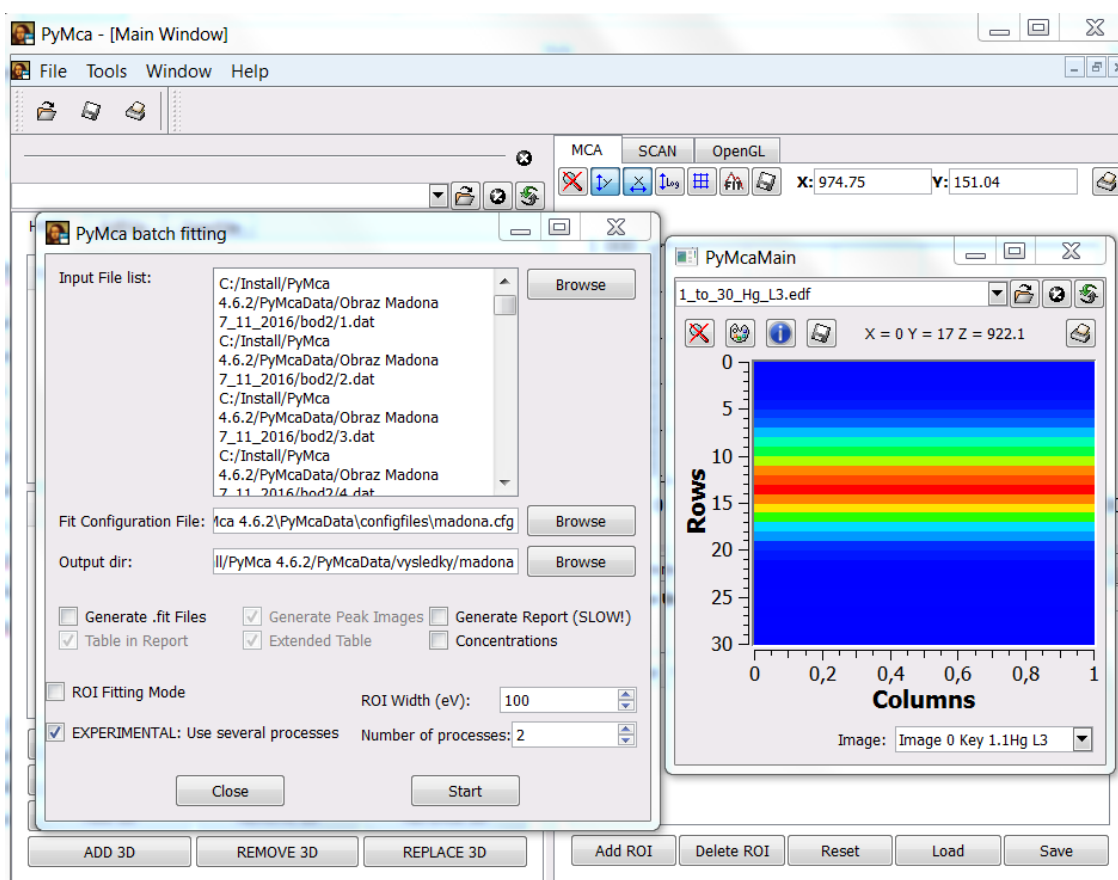 PyMca - [Main Window]
File Tools Window Help
MCA SCAN OpenGL
X: 974.75 Y: 151.04
PyMca batch fitting
Input File list:
C:/Install/PyMca
4.6.2/PyMcaData/Obraz Madona
7_11_2016/bod2/1.dat
C:/Install/PyMca
4.6.2/PyMcaData/Obraz Madona
7_11_2016/bod2/2.dat
C:/Install/PyMca
4.6.2/PyMcaData/Obraz Madona
7_11_2016/bod2/3.dat
C:/Install/PyMca
4.6.2/PyMcaData/Obraz Madona
7_11_2016/bod2/4.dat
Browse
Fit Configuration File: Mca 4.6.2\PyMcaData\configfiles\madona.cfg Browse
Output dir: ll/PyMca 4.6.2/PyMcaData/vysledky/madona Browse
Generate .fit Files Generate Peak Images Generate Report (SLOW!)
Table in Report Extended Table Concentrations
ROI Fitting Mode ROI Width (eV): 100
EXPERIMENTAL: Use several processes Number of processes: 2
Close Start
PyMcaMain
1_to_30_Hg_L3.edf
X = 0 Y = 17 Z = 922.1
Rows
0
5
10
15
20
25
30
0 0,2 0,4 0,6 0,8 1
Columns
Image: Image 0 Key 1.1Hg L3
ADD 3D REMOVE 3D REPLACE 3D
Add ROI Delete ROI Reset Load Save